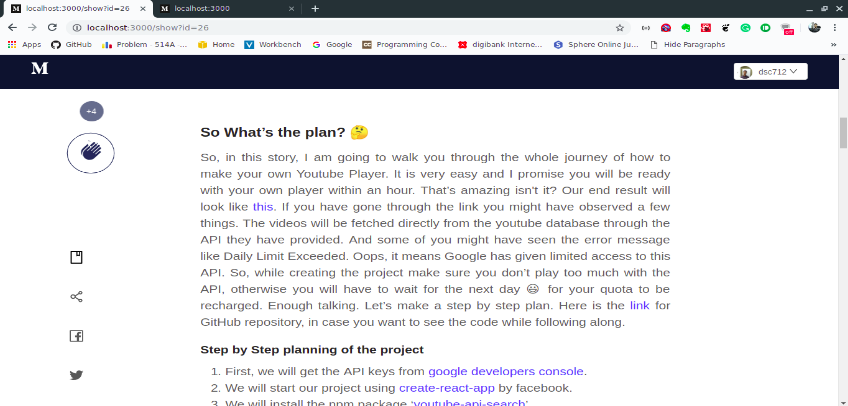 M localhost:3000/show?id=26 × M localhost:3000 × +
localhost:3000/show?id=26
Off
Apps GitHub Problem - 514A -... Home Workbench Google Programming Co... digibank Interne... Sphere Online Ju... Hide Paragraphs »
M dsc712
+4
So What's the plan? 🤔
So, in this story, I am going to walk you through the whole journey of how to
make your own Youtube Player. It is very easy and I promise you will be ready
with your own player within an hour. That's amazing isn't it? Our end result will
look like this. If you have gone through the link you might have observed a few
things. The videos will be fetched directly from the youtube database through the
API they have provided. And some of you might have seen the error message
like Daily Limit Exceeded. Oops, it means Google has given limited access to this
API. So, while creating the project make sure you don't play too much with the
API, otherwise you will have to wait for the next day 😅 for your quota to be
recharged. Enough talking. Let's make a step by step plan. Here is the link for
GitHub repository, in case you want to see the code while following along.
Step by Step planning of the project
1. First, we will get the API keys from google developers console.
2. We will start our project using create-react-app by facebook.
3. We will install the npm package 'youtube-api-search'